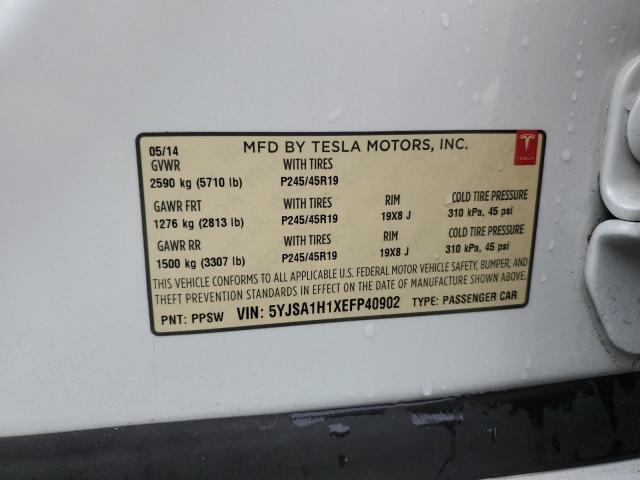 05/14 MFD BY TESLA MOTORS, INC.
GVWR WITH TIRES
2590 kg (5710 lb) P245/45R19
GAWR FRT WITH TIRES RIM COLD TIRE PRESSURE
1276 kg (2813 lb) P245/45R19 19X8 J 310 kPa, 45 psi
GAWR RR WITH TIRES RIM COLD TIRE PRESSURE
1500 kg (3307 lb) P245/45R19 19X8 J 310 kPa, 45 psi
THIS VEHICLE CONFORMS TO ALL APPLICABLE U.S. FEDERAL MOTOR VEHICLE SAFETY, BUMPER, AND
THEFT PREVENTION STANDARDS IN EFFECT ON THE DATE OF MANUFACTURE SHOWN ABOVE.
PNT: PPSW VIN: 5YJSA1H1XEFP40902 TYPE: PASSENGER CAR
TESLA